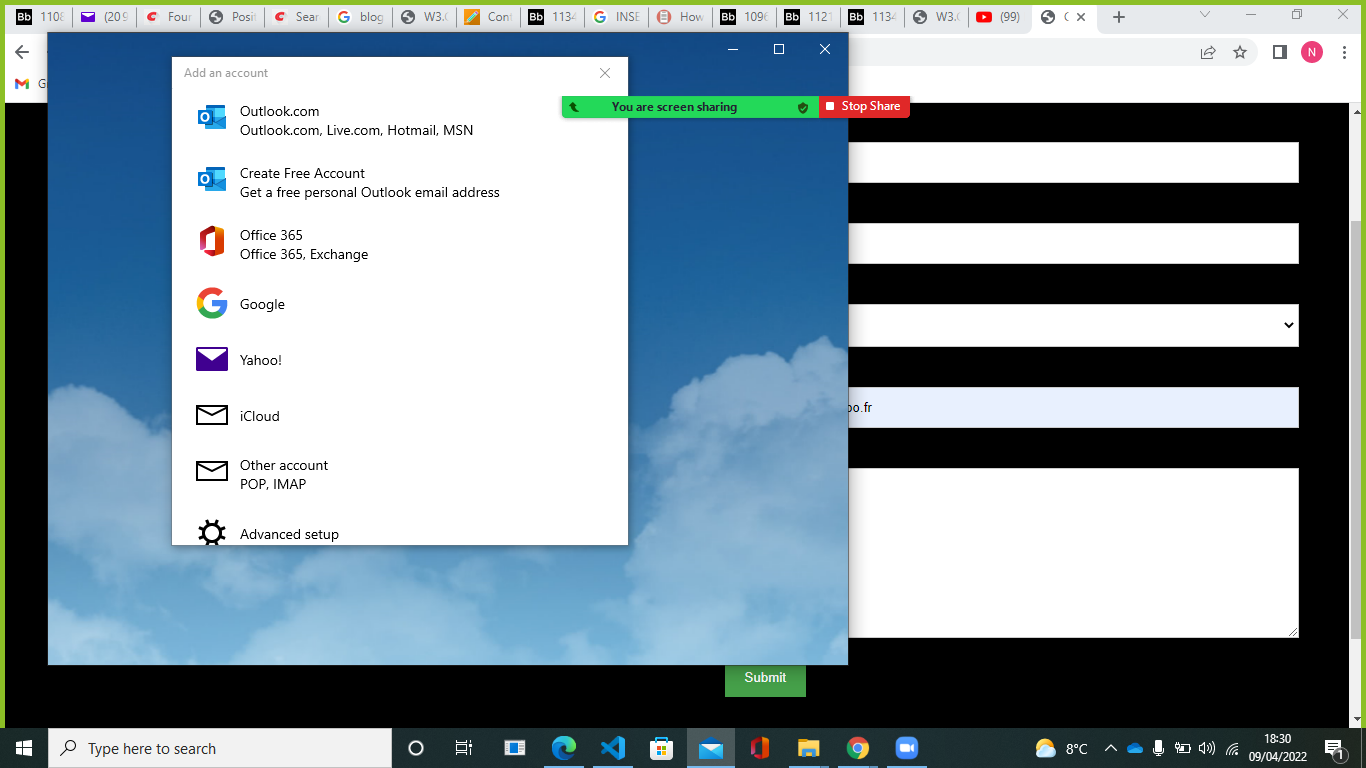 Bb 1108
(20 9
Four
Posit
Sear
blog
W3.C
Cont
Bb 1134
INSE
How
Bb 1096
Bb 1121
Bb 1134
W3.C
(99)
N
Add an account
Outlook.com
Outlook.com, Live.com, Hotmail, MSN
You are screen sharing
Stop Share
Create Free Account
Get a free personal Outlook email address
Office 365
Office 365, Exchange
Google
Yahoo!
iCloud
oo.fr
Other account
POP, IMAP
Advanced setup
Submit
Type here to search
8°C
18:30
09/04/2022
1